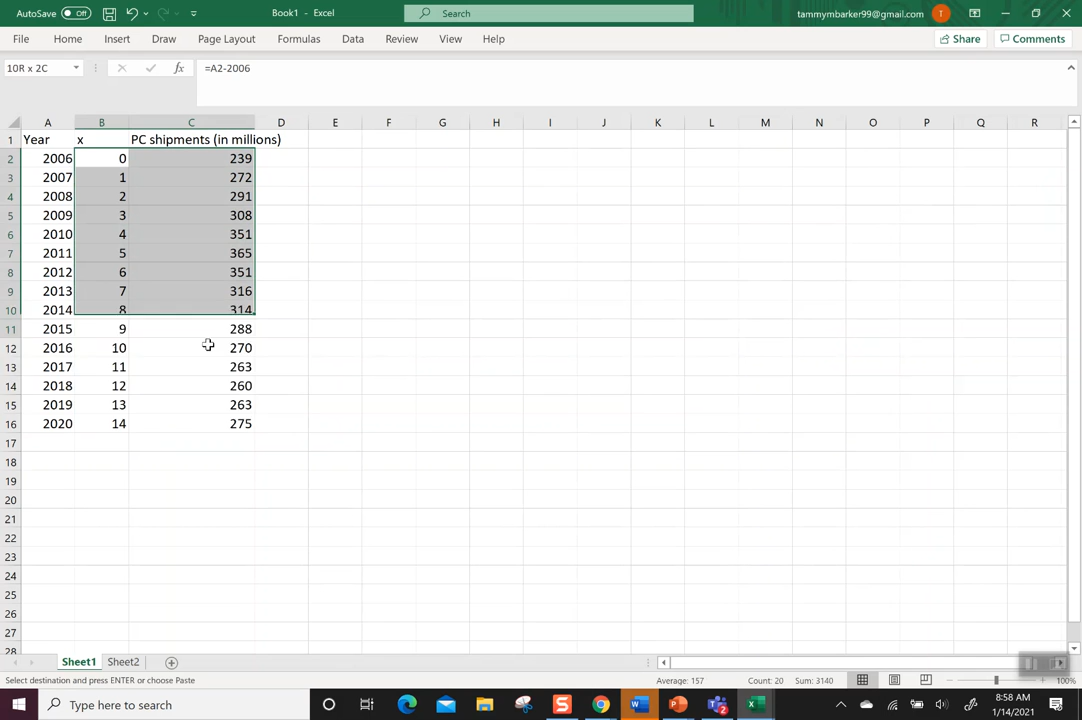 AutoSave Off Book1 - Excel Search tammymbarker99@gmail.com T
File Home Insert Draw Page Layout Formulas Data Review View Help Share Comments
10R x 2C fx =A2-2006
A B C D E F G H I J K L M N O P Q R
1 Year x PC shipments (in millions)
2 2006 0 239
3 2007 1 272
4 2008 2 291
5 2009 3 308
6 2010 4 351
7 2011 5 365
8 2012 6 351
9 2013 7 316
10 2014 8 314
11 2015 9 288
12 2016 10 270
13 2017 11 263
14 2018 12 260
15 2019 13 263
16 2020 14 275
17
18
19
20
21
22
23
24
25
26
27
28
Sheet1 Sheet2
Select destination and press ENTER or choose Paste Average: 157 Count: 20 Sum: 3140 100%
Type here to search 8:58 AM
1/14/2021